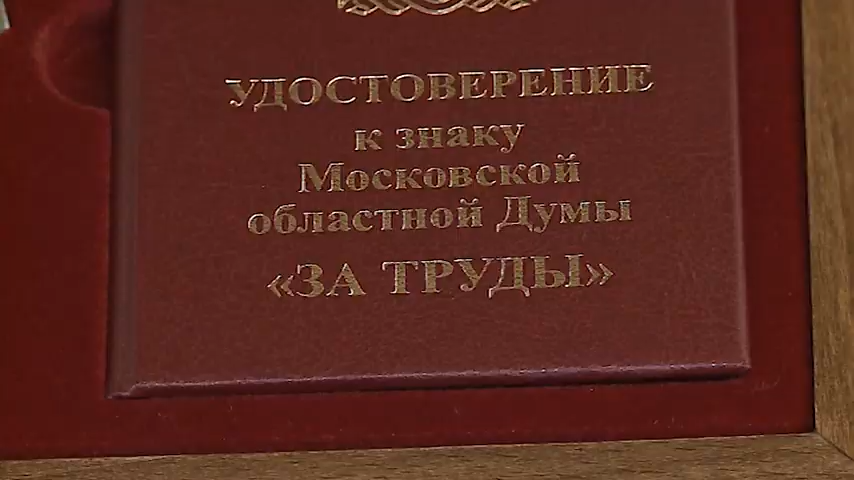 УДОСТОВЕРЕНИЕ
к знаку
Московской
областной Думы
«ЗА ТРУДЫ»